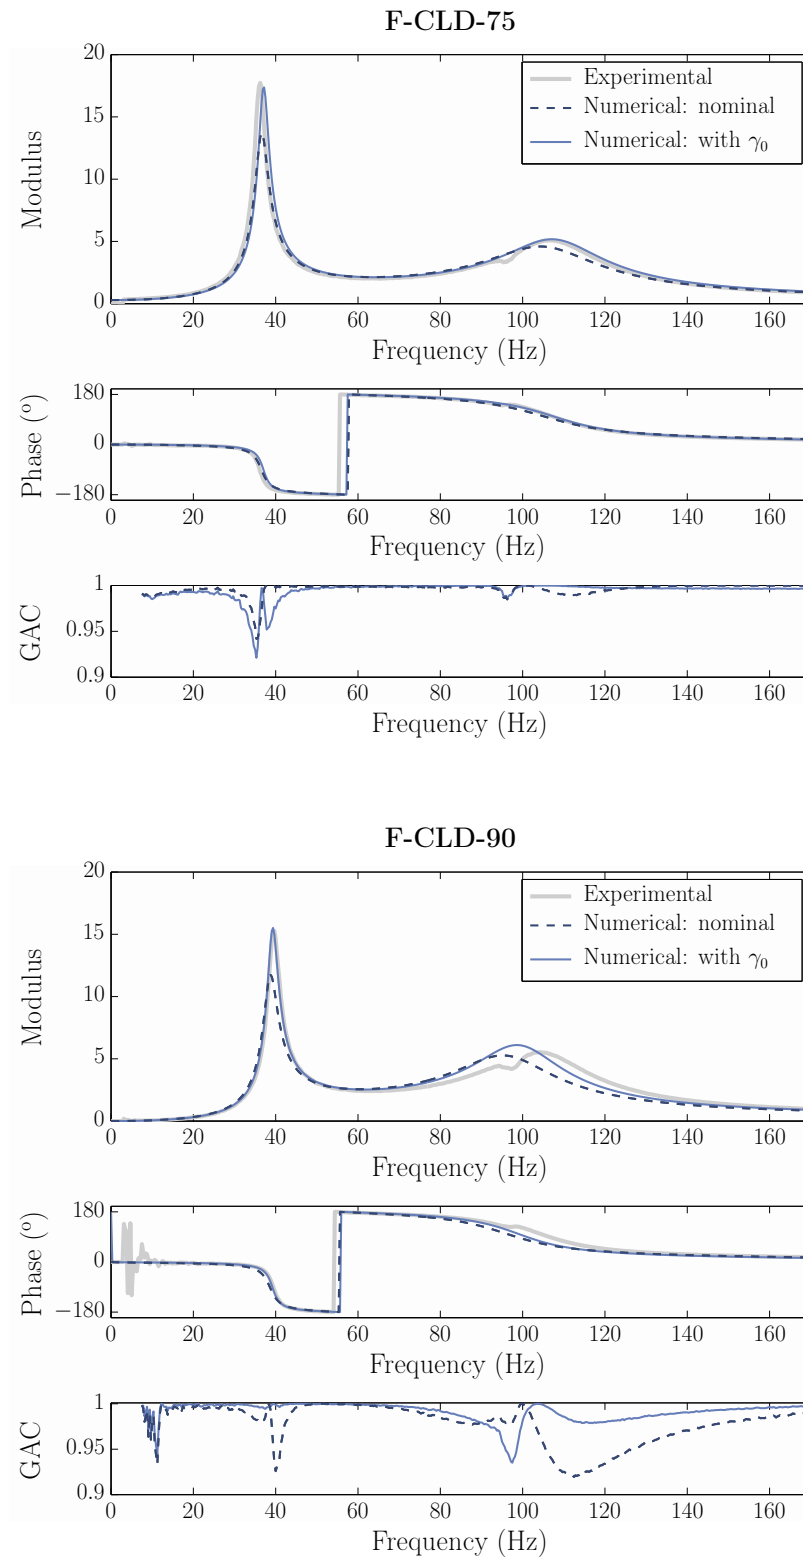 F-CLD-75
20
15
10
5
0
Modulus
Experimental
Numerical: nominal
Numerical: with γ₀
0 20 40 60 80 100 120 140 160
Frequency (Hz)
180
0
−180
Phase (°)
0 20 40 60 80 100 120 140 160
Frequency (Hz)
1
0.95
0.9
GAC
0 20 40 60 80 100 120 140 160
Frequency (Hz)
F-CLD-90
20
15
10
5
0
Modulus
Experimental
Numerical: nominal
Numerical: with γ₀
0 20 40 60 80 100 120 140 160
Frequency (Hz)
180
0
−180
Phase (°)
0 20 40 60 80 100 120 140 160
Frequency (Hz)
1
0.95
0.9
GAC
0 20 40 60 80 100 120 140 160
Frequency (Hz)